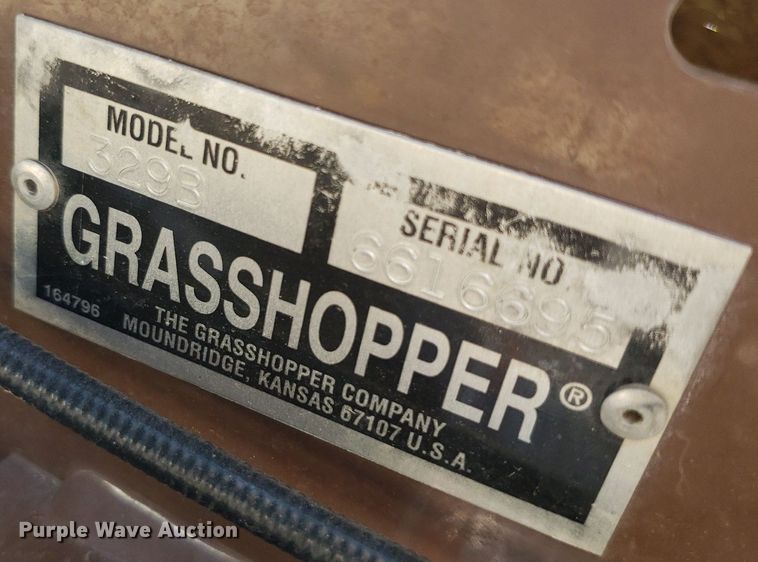 MODEL NO.
329B
SERIAL NO.
6616695
GRASSHOPPER®
164796
THE GRASSHOPPER COMPANY
MOUNDRIDGE, KANSAS 67107 U.S.A.
Purple Wave Auction